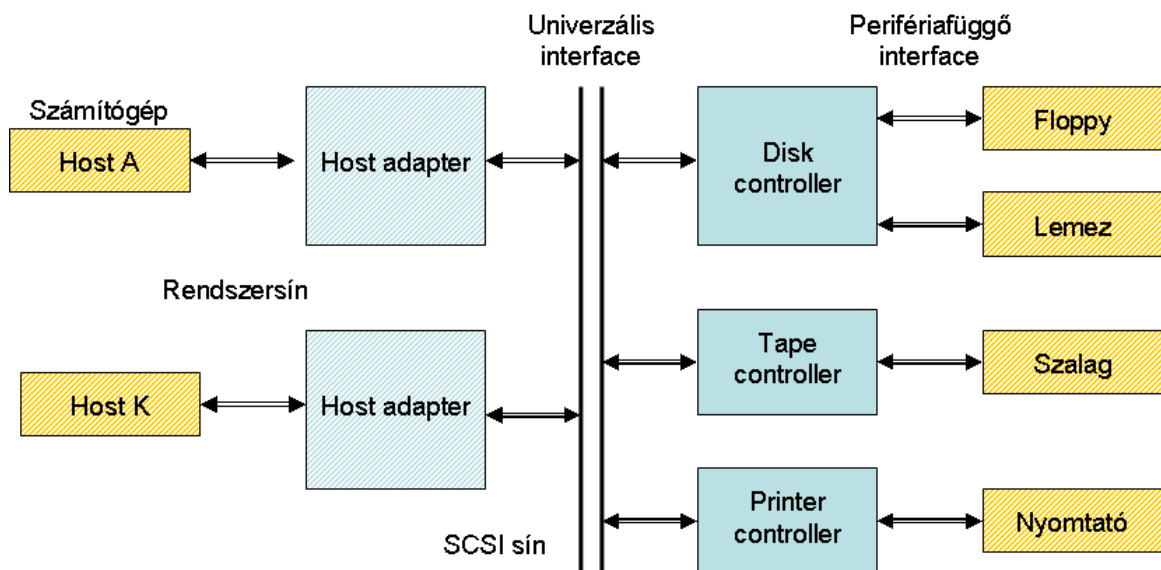 Univerzális
interface
Perifériafüggő
interface
Számítógép
Host A
Host adapter
Disk
controller
Floppy
Lemez
Rendszersín
Host K
Host adapter
Tape
controller
Szalag
SCSI sín
Printer
controller
Nyomtató